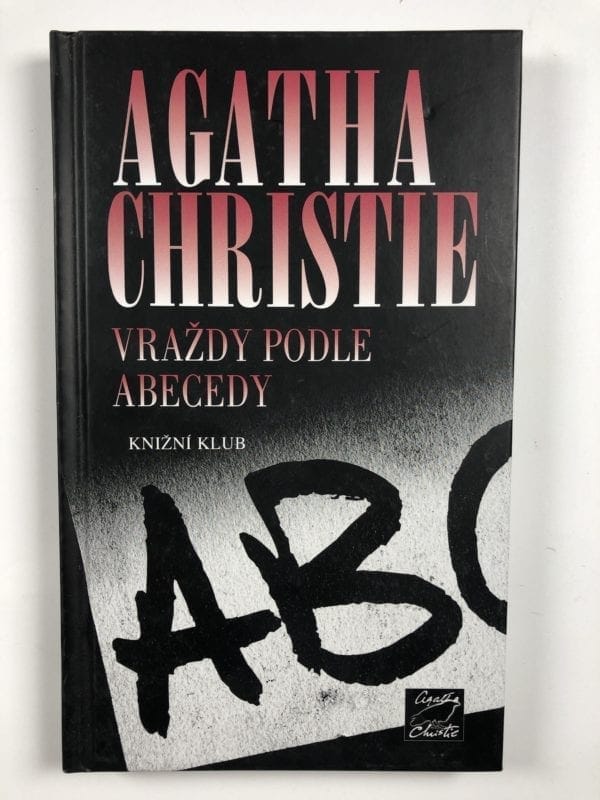 AGATHA
CHRISTIE
VRAŽDY PODLE
ABECEDY
KNIŽNÍ KLUB
ABC
Agatha
Christie